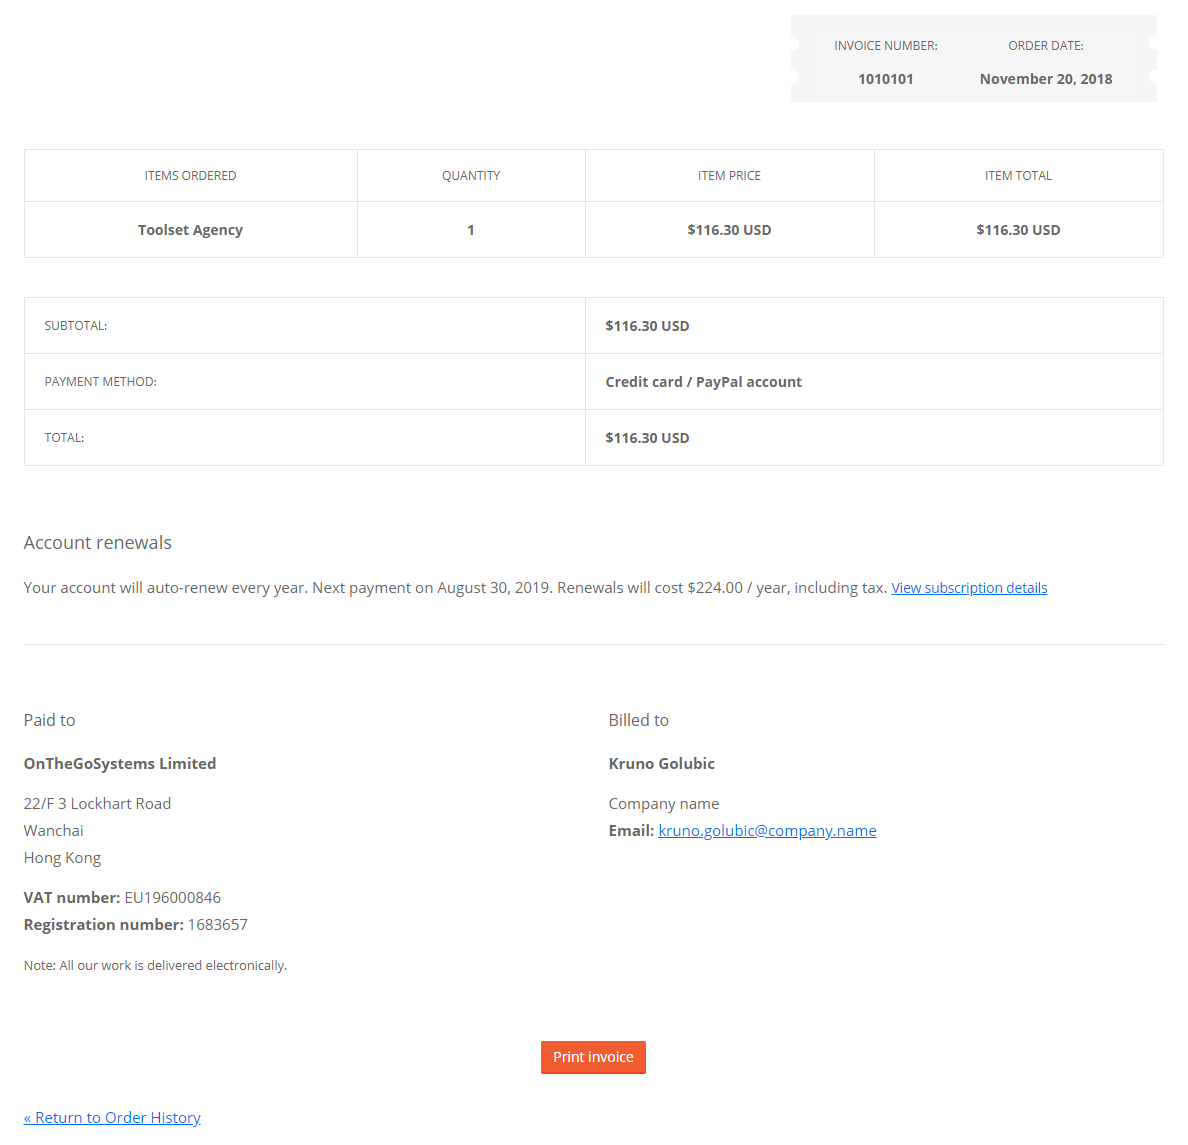 INVOICE NUMBER: ORDER DATE:
1010101 November 20, 2018
ITEMS ORDERED QUANTITY ITEM PRICE ITEM TOTAL
Toolset Agency 1 $116.30 USD $116.30 USD
SUBTOTAL: $116.30 USD
PAYMENT METHOD: Credit card / PayPal account
TOTAL: $116.30 USD
Account renewals
Your account will auto-renew every year. Next payment on August 30, 2019. Renewals will cost $224.00 / year, including tax. View subscription details
Paid to
OnTheGoSystems Limited
22/F 3 Lockhart Road
Wanchai
Hong Kong
VAT number: EU196000846
Registration number: 1683657
Note: All our work is delivered electronically.
Billed to
Kruno Golubic
Company name
Email: kruno.golubic@company.name
Print invoice
« Return to Order History